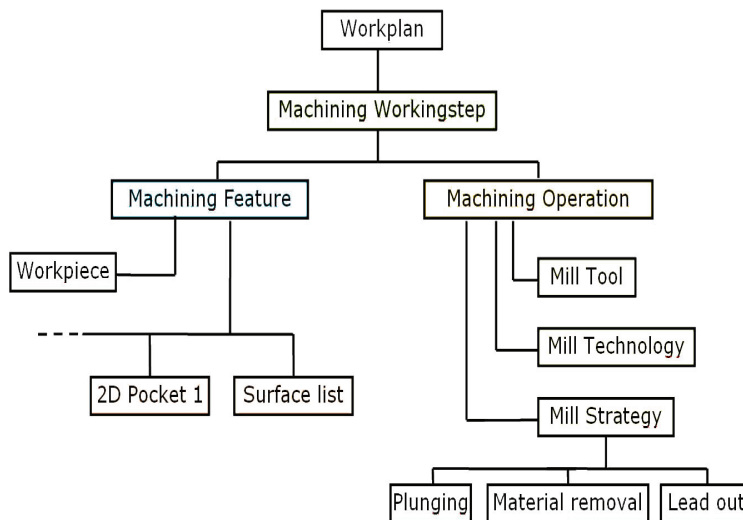 Workplan
Machining Workingstep
Machining Feature
Machining Operation
Workpiece
Mill Tool
Mill Technology
2D Pocket 1
Surface list
Mill Strategy
Plunging
Material removal
Lead out